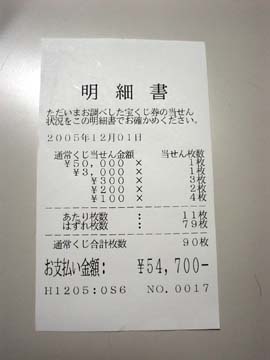 明細書
ただいまお調べした宝くじ券の当せん
状況をこの明細書でお確かめください。
2005年12月01日
通常くじ当せん金額 当せん枚数
¥50,000 × 1枚
¥3,000 × 1枚
¥300 × 3枚
¥200 × 2枚
¥100 × 4枚
あたり枚数 : 11枚
はずれ枚数 : 79枚
通常くじ合計枚数 90枚
お支払い金額: ¥54,700-
H1205:0S6 NO.0017